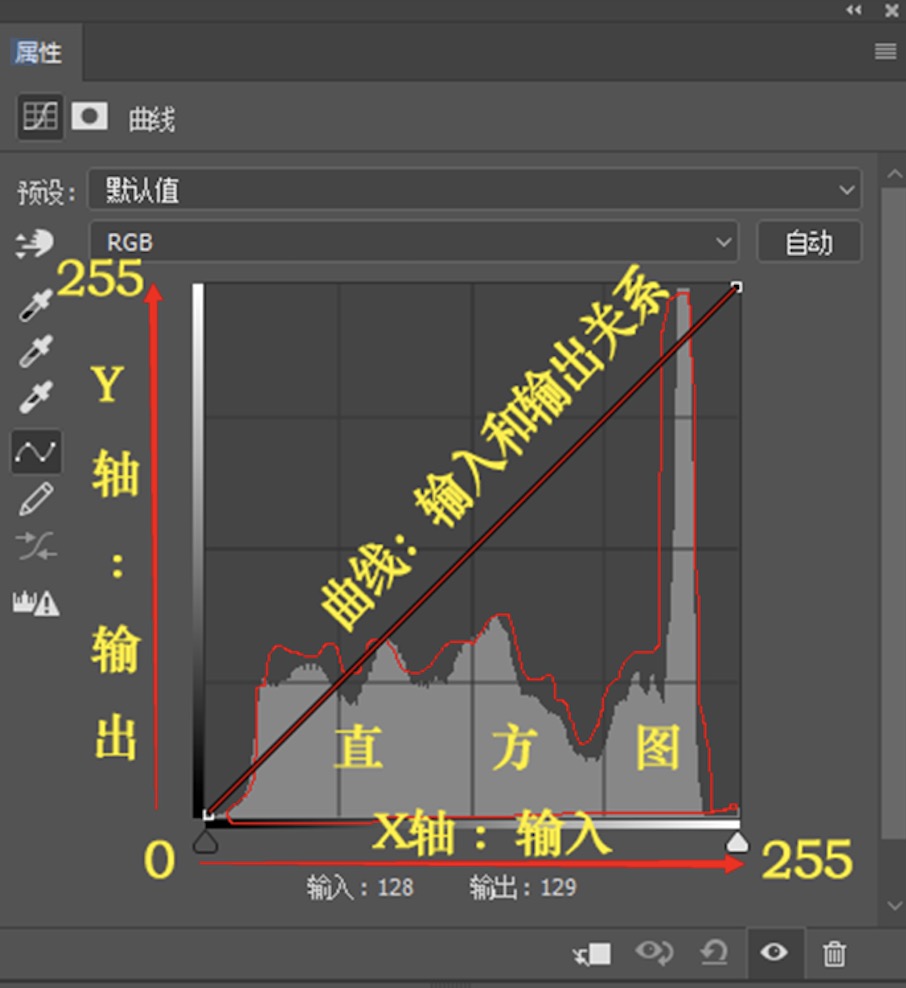 属性
曲线
预设：
默认值
RGB
自动
255
Y
轴
：
输
出
曲线：输入和输出关系
直 方 图
X轴：输入
0
255
输入：128 输出：129